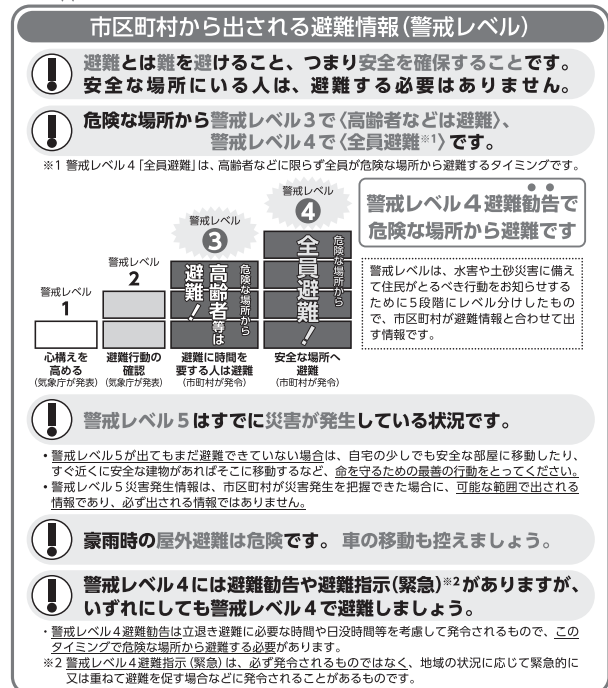 市区町村から出される避難情報(警戒レベル)
避難とは難を避けること、つまり安全を確保することです。
安全な場所にいる人は、避難する必要はありません。
危険な場所から警戒レベル3で〈高齢者などは避難〉、
警戒レベル4で〈全員避難※1〉です。
※1 警戒レベル4「全員避難」は、高齢者などに限らず全員が危険な場所から避難するタイミングです。
警戒レベル
1
心構えを
高める
(気象庁が発表)
警戒レベル
2
避難行動の
確認
(気象庁が発表)
警戒レベル
3
危険な場所から
高齢者等は
避難!
避難に時間を
要する人は避難
(市町村が発令)
警戒レベル
4
危険な場所から
全員避難!
安全な場所へ
避難
(市町村が発令)
警戒レベル4避難勧告で
危険な場所から避難です
警戒レベルは、水害や土砂災害に備え
て住民がとるべき行動をお知らせする
ために5段階にレベル分けしたもの
で、市区町村が避難情報と合わせて出
す情報です。
警戒レベル5はすでに災害が発生している状況です。
・警戒レベル5が出てもまだ避難できていない場合は、自宅の少しでも安全な部屋に移動したり、
すぐ近くに安全な建物があればそこに移動するなど、命を守るための最善の行動をとってください。
・警戒レベル5災害発生情報は、市区町村が災害発生を把握できた場合に、可能な範囲で出される
情報であり、必ず出される情報ではありません。
豪雨時の屋外避難は危険です。車の移動も控えましょう。
警戒レベル4には避難勧告や避難指示(緊急)※2がありますが、
いずれにしても警戒レベル4で避難しましょう。
・警戒レベル4避難勧告は立退き避難に必要な時間や日没時間等を考慮して発令されるもので、この
タイミングで危険な場所から避難する必要があります。
※2 警戒レベル4避難指示(緊急)は、必ず発令されるものではなく、地域の状況に応じて緊急的に
又は重ねて避難を促す場合などに発令されることがあるものです。